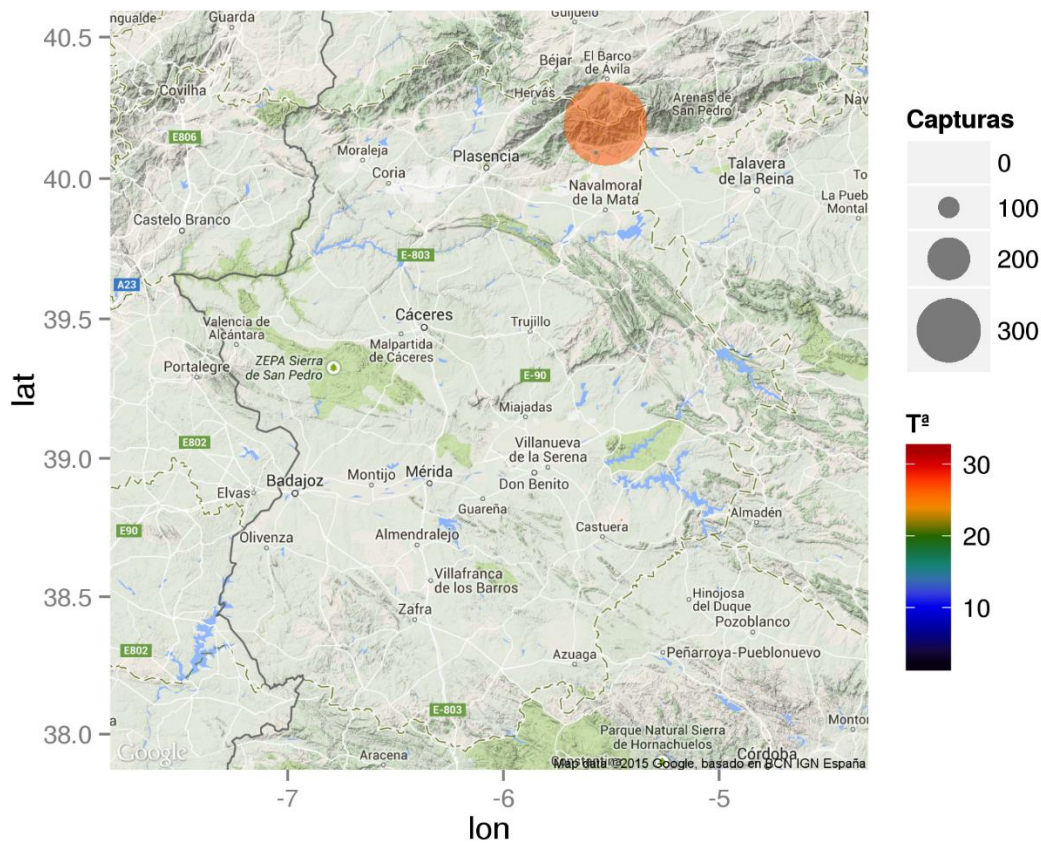 ngualde-
Guarda
Guijuelo
40.5
Béjar
El Barco
de Ávila
Covilha
Hervás
Arenas de
San Pedro
Nav
E806
Moraleja
Plasencia
Talavera
de la Reina
To
40.0
Coria
Navalmoral
de la Mata
La Pueb
Montal
Castelo Branco
E-803
A23
39.5
Valencia de
Alcántara
Cáceres
Trujillo
Malpartida
de Cáceres
Portalegre
ZEPA Sierra
de San Pedro
E-90
Miajadas
E802
Villanueva
de la Serena
39.0
Badajoz
Montijo
Mérida
Don Benito
Elvas
Guareña
E90
Olivenza
Almendralejo
Castuera
Almadén
38.5
Villafranca
de los Barros
Hinojosa
del Duque
Zafra
Pozoblanco
E802
Azuaga
Peñarroya-Pueblonuevo
E-803
a
38.0
Parque Natural Sierra
de Hornachuelos
Montor
Google
Aracena
Constantina
Córdoba
Map data ©2015 Google, basado en BCN IGN España
-7
-6
-5
lon
lat
Capturas
0
100
200
300
Tª
30
20
10